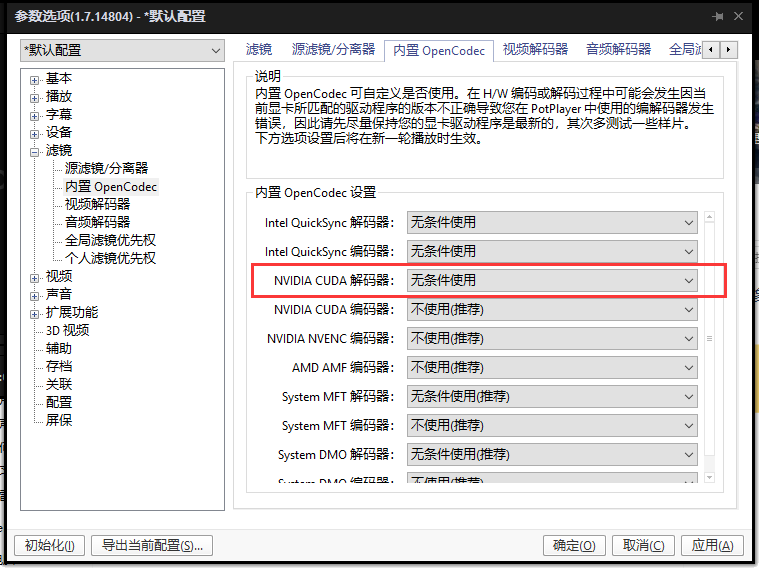 参数选项(1.7.14804) - *默认配置
*默认配置
滤镜 源滤镜/分离器 内置 OpenCodec 视频解码器 音频解码器 全局滤
基本
播放
字幕
设备
滤镜
源滤镜/分离器
内置 OpenCodec
视频解码器
音频解码器
全局滤镜优先权
个人滤镜优先权
视频
声音
扩展功能
3D 视频
辅助
存档
关联
配置
屏保
说明
内置 OpenCodec 可自定义是否使用。在 H/W 编码或解码过程中可能会发生因当
前显卡所匹配的驱动程序的版本不正确导致您在 PotPlayer 中使用的编解码器发生
错误，因此请先尽量保持您的显卡驱动程序是最新的，其次多测试一些样片。
下方选项设置后将在新一轮播放时生效。
内置 OpenCodec 设置
Intel QuickSync 解码器： 无条件使用
Intel QuickSync 编码器： 无条件使用
NVIDIA CUDA 解码器： 无条件使用
NVIDIA CUDA 编码器： 不使用(推荐)
NVIDIA NVENC 编码器： 不使用(推荐)
AMD AMF 编码器： 不使用(推荐)
System MFT 解码器： 无条件使用(推荐)
System MFT 编码器： 不使用(推荐)
System DMO 解码器： 无条件使用(推荐)
System DMO 编码器： 不使用(推荐)
初始化(I) 导出当前配置(S)... 确定(O) 取消(C) 应用(A)